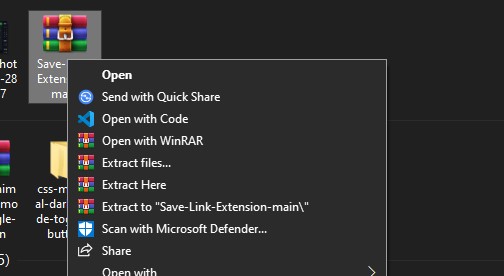 Save-
Exten
ma
Open
Send with Quick Share
Open with Code
Open with WinRAR
Extract files...
Extract Here
Extract to "Save-Link-Extension-main\"
Scan with Microsoft Defender...
Share
Open with
shot
-28
7
nim
mo
gle-
n
css-m
al-dar
de-to
butt
5)